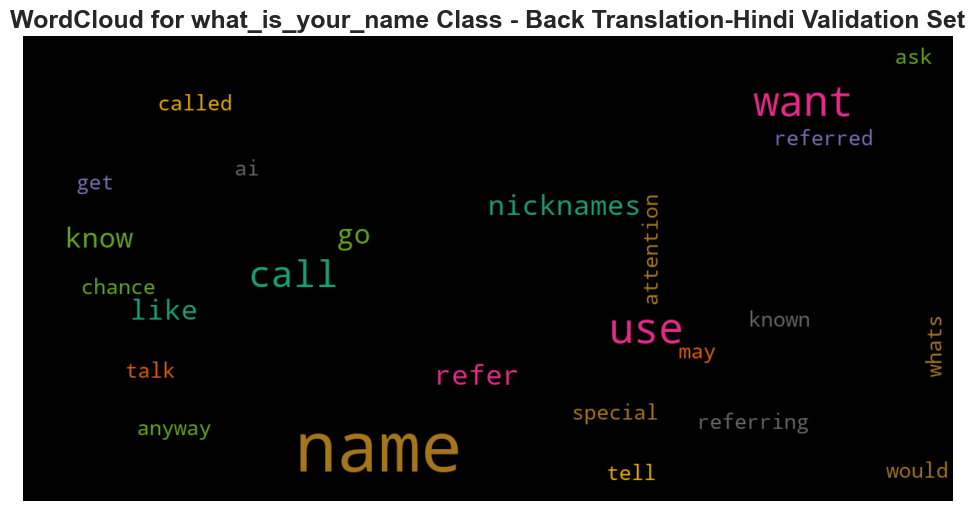 WordCloud for what_is_your_name Class - Back Translation-Hindi Validation Set
ask
want
called
referred
ai
get
nicknames
attention
know
go
call
chance
like
known
use
whats
may
talk
refer
special
referring
anyway
name
tell
would